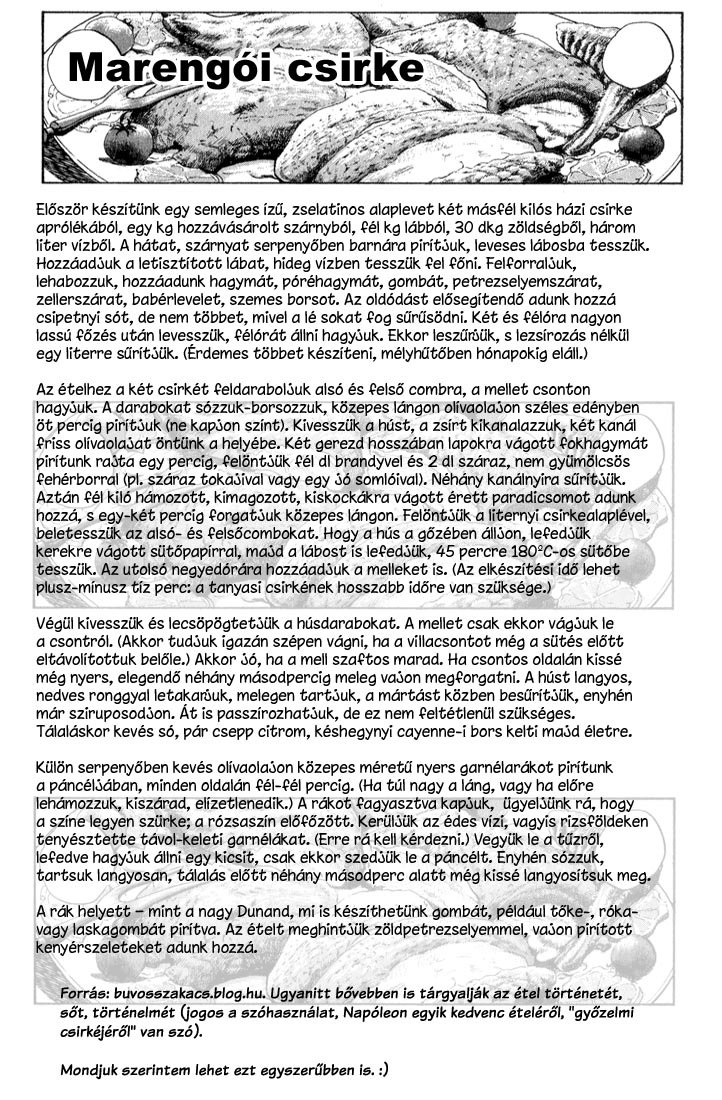 Marengói csirke
Először készítünk egy semleges ízű, zselatinos alaplevet két másfél kilós házi csirke
aprólékából, egy kg hozzávásárolt szárnyból, fél kg lábból, 30 dkg zöldségből, három
liter vízből. A hátat, szárnyat serpenyőben barnára pirítjuk, leveses lábosba tesszük.
Hozzáadjuk a letisztított lábat, hideg vízben tesszük fel főni. Felforraljuk,
lehabozzuk, hozzáadunk hagymát, póréhagymát, gombát, petrezselyemszárat,
zellerszárat, babérlevelet, szemes borsot. Az oldódást elősegítendő adunk hozzá
csipetnyi sót, de nem többet, mivel a lé sokat fog sűrűsödni. Két és félóra nagyon
lassú főzés után levesszük, félórát állni hagyjuk. Ekkor leszűrjük, s lezsírozás nélkül
egy literre sűrítjük. (Érdemes többet készíteni, mélyhűtőben hónapokig eláll.)
Az ételhez a két csirkét feldaraboljuk alsó és felső combra, a mellet csonton
hagyjuk. A darabokat sózzuk-borsozzuk, közepes lángon olívaolajon széles edényben
öt percig pirítjuk (ne kapjon színt). Kivesszük a húst, a zsírt kikanalazzuk, két kanál
friss olívaolajat öntünk a helyébe. Két gerezd hosszában lapokra vágott fokhagymát
pirítunk rajta egy percig, felöntjük fél dl brandyvel és 2 dl száraz, nem gyümölcsös
fehérborral (pl. száraz tokajival vagy egy jó somlóival). Néhány kanálnyira sűrítjük.
Aztán fél kiló hámozott, kimagozott, kiskockákra vágott érett paradicsomot adunk
hozzá, s egy-két percig forgatjuk közepes lángon. Felöntjük a liternyi csirkealaplével,
beletesszük az alsó- és felsőcombokat. Hogy a hús a gőzében álljon, lefedjük
kerekre vágott sütőpapírral, majd a lábost is lefedjük, 45 percre 180°C-os sütőbe
tesszük. Az utolsó negyedórára hozzáadjuk a melleket is. (Az elkészítési idő lehet
plusz-mínusz tíz perc: a tanyasi csirkének hosszabb időre van szüksége.)
Végül kivesszük és lecsöpögtetjük a húsdarabokat. A mellet csak ekkor vágjuk le
a csontról. (Akkor tudjuk igazán szépen vágni, ha a villacsontot még a sütés előtt
eltávolítottuk belőle.) Akkor jó, ha a mell szaftos marad. Ha csontos oldalán kissé
még nyers, elegendő néhány másodpercig meleg vajon megforgatni. A húst langyos,
nedves ronggyal letakarjuk, melegen tartjuk, a mártást közben besűrítjük, enyhén
már sziruposodjon. Át is passzírozhatjuk, de ez nem feltétlenül szükséges.
Tálaláskor kevés só, pár csepp citrom, késhegynyi cayenne-i bors kelti majd életre.
Külön serpenyőben kevés olívaolajon közepes méretű nyers garnélarákot pirítunk
a páncéljában, minden oldalán fél-fél percig. (Ha túl nagy a láng, vagy ha előre
lehámozzuk, kiszárad, elízetlenedik.) A rákot fagyasztva kapjuk, ügyeljünk rá, hogy
a színe legyen szürke; a rózsaszín előfőzött. Kerüljük az édes vízi, vagyis rizsföldeken
tenyésztette távol-keleti garnélákat. (Erre rá kell kérdezni.) Vegyük le a tűzről,
lefedve hagyjuk állni egy kicsit, csak ekkor szedjük le a páncélt. Enyhén sózzuk,
tartsuk langyosan, tálalás előtt néhány másodperc alatt még kissé langyosítsuk meg.
A rák helyett – mint a nagy Dunand, mi is készíthetünk gombát, például tőke-, róka-
vagy laskagombát pirítva. Az ételt meghintjük zöldpetrezselyemmel, vajon pirított
kenyérszeleteket adunk hozzá.
Forrás: buvosszakacs.blog.hu. Ugyanitt bővebben is tárgyalják az étel történetét,
sőt, történelmét (jogos a szóhasználat, Napóleon egyik kedvenc ételéről, "győzelmi
csirkéjéről" van szó).
Mondjuk szerintem lehet ezt egyszerűbben is. :)